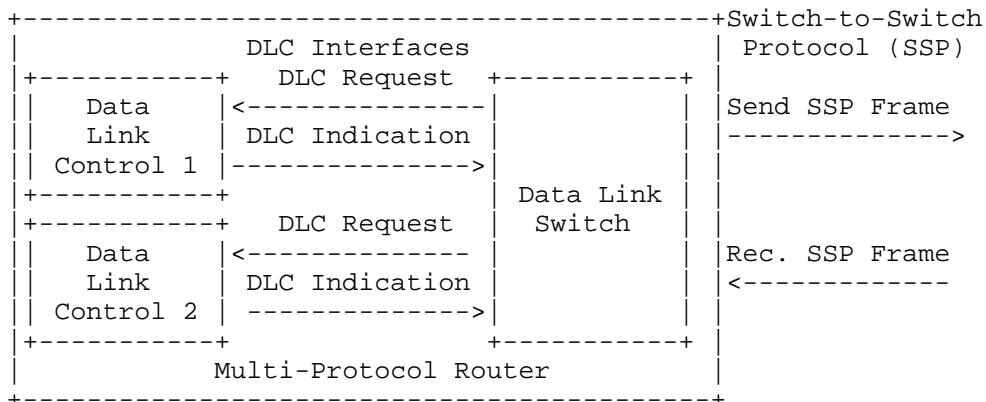 +---------------------------------------------+Switch-to-Switch
|              DLC Interfaces                 | Protocol (SSP)
|+------------+   DLC Request  +------------+ |
||    Data    |<---------------|            | |Send SSP Frame
||    Link    | DLC Indication |            | |-------------->
||  Control 1 |--------------->|            | |
|+------------+                | Data Link  | |
|+------------+   DLC Request  |  Switch    | |
||    Data    |<-------------- |            | |Rec. SSP Frame
||    Link    | DLC Indication |            | |<-------------
||  Control 2 | -------------->|            | |
|+------------+                +------------+ |
|            Multi-Protocol Router            |
+---------------------------------------------+